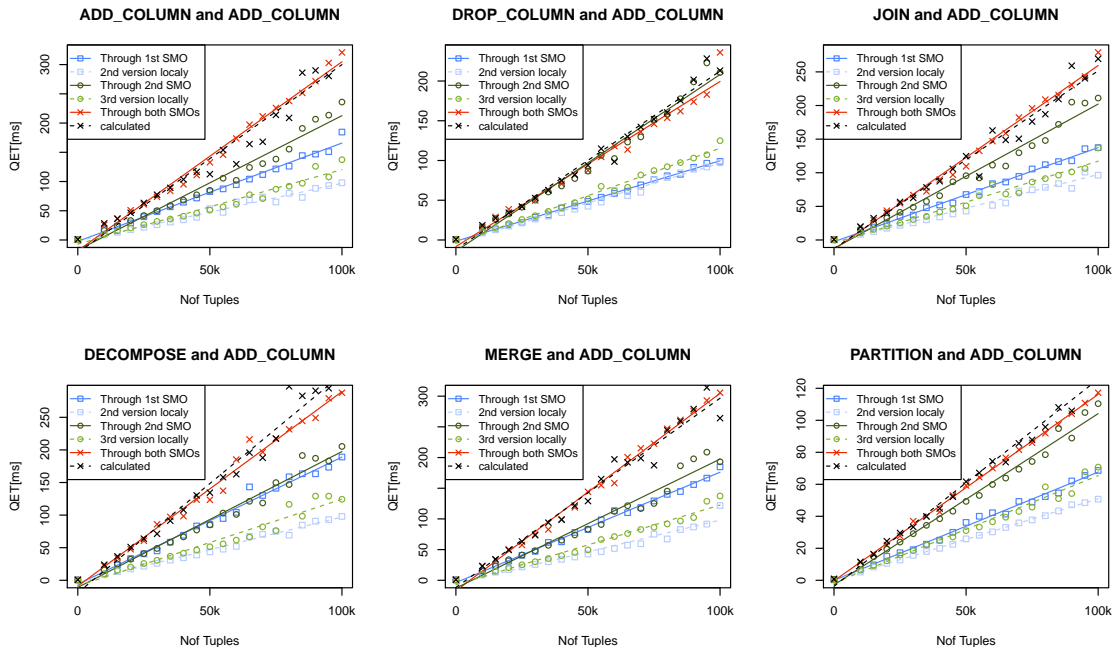 ADD_COLUMN and ADD_COLUMN
DROP_COLUMN and ADD_COLUMN
JOIN and ADD_COLUMN
QET[ms]
300
200
100
50
0
Through 1st SMO
2nd version localy
Through 2nd SMO
3rd version locally
Through both SMOs
calculated
0
50k
100k
Nof Tuples
200
150
100
50
0
Through 1st SMO
2nd version locally
Through 2nd SMO
3rd version locally
Through both SMOs
calculated
0
50k
100k
Nof Tuples
QET[ms]
250
200
150
100
50
0
Through 1st SMO
2nd version locally
Through 2nd SMO
3rd version locally
Through both SMOs
calculated
0
50k
100k
Nof Tuples
DECOMPOSE and ADD_COLUMN
MERGE and ADD_COLUMN
PARTITION and ADD_COLUMN
QET[ms]
250
200
150
100
50
0
Through 1st SMO
2nd version localy
Through 2nd SMO
3rd version locally
Through both SMOs
calculated
0
50k
100k
Nof Tuples
QET[ms]
300
200
100
50
0
Through 1st SMO
2nd version localy
Through 2nd SMO
3rd version locally
Through both SMOs
calculated
0
50k
100k
Nof Tuples
QET[ms]
120
80
60
40
20
0
Through 1st SMO
2nd version localy
Through 2nd SMO
3rd version locally
Through both SMOs
calculated
0
50k
100k
Nof Tuples